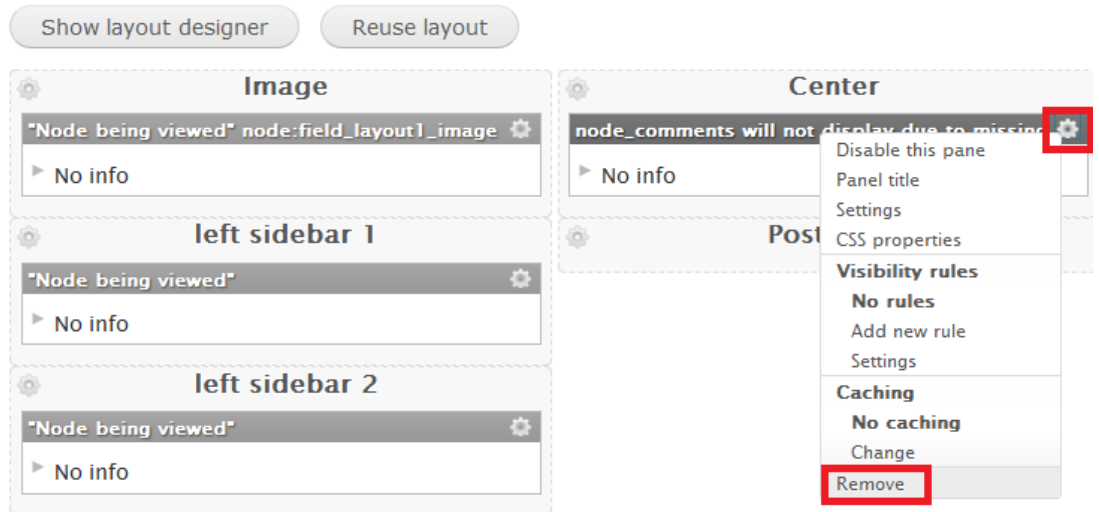 Show layout designer
Reuse layout
Image
"Node being viewed" node:field_layout1_image
No info
left sidebar 1
"Node being viewed"
No info
left sidebar 2
"Node being viewed"
No info
Center
node_comments will not display due to missing
No info
Post
Disable this pane
Panel title
Settings
CSS properties
Visibility rules
No rules
Add new rule
Settings
Caching
No caching
Change
Remove